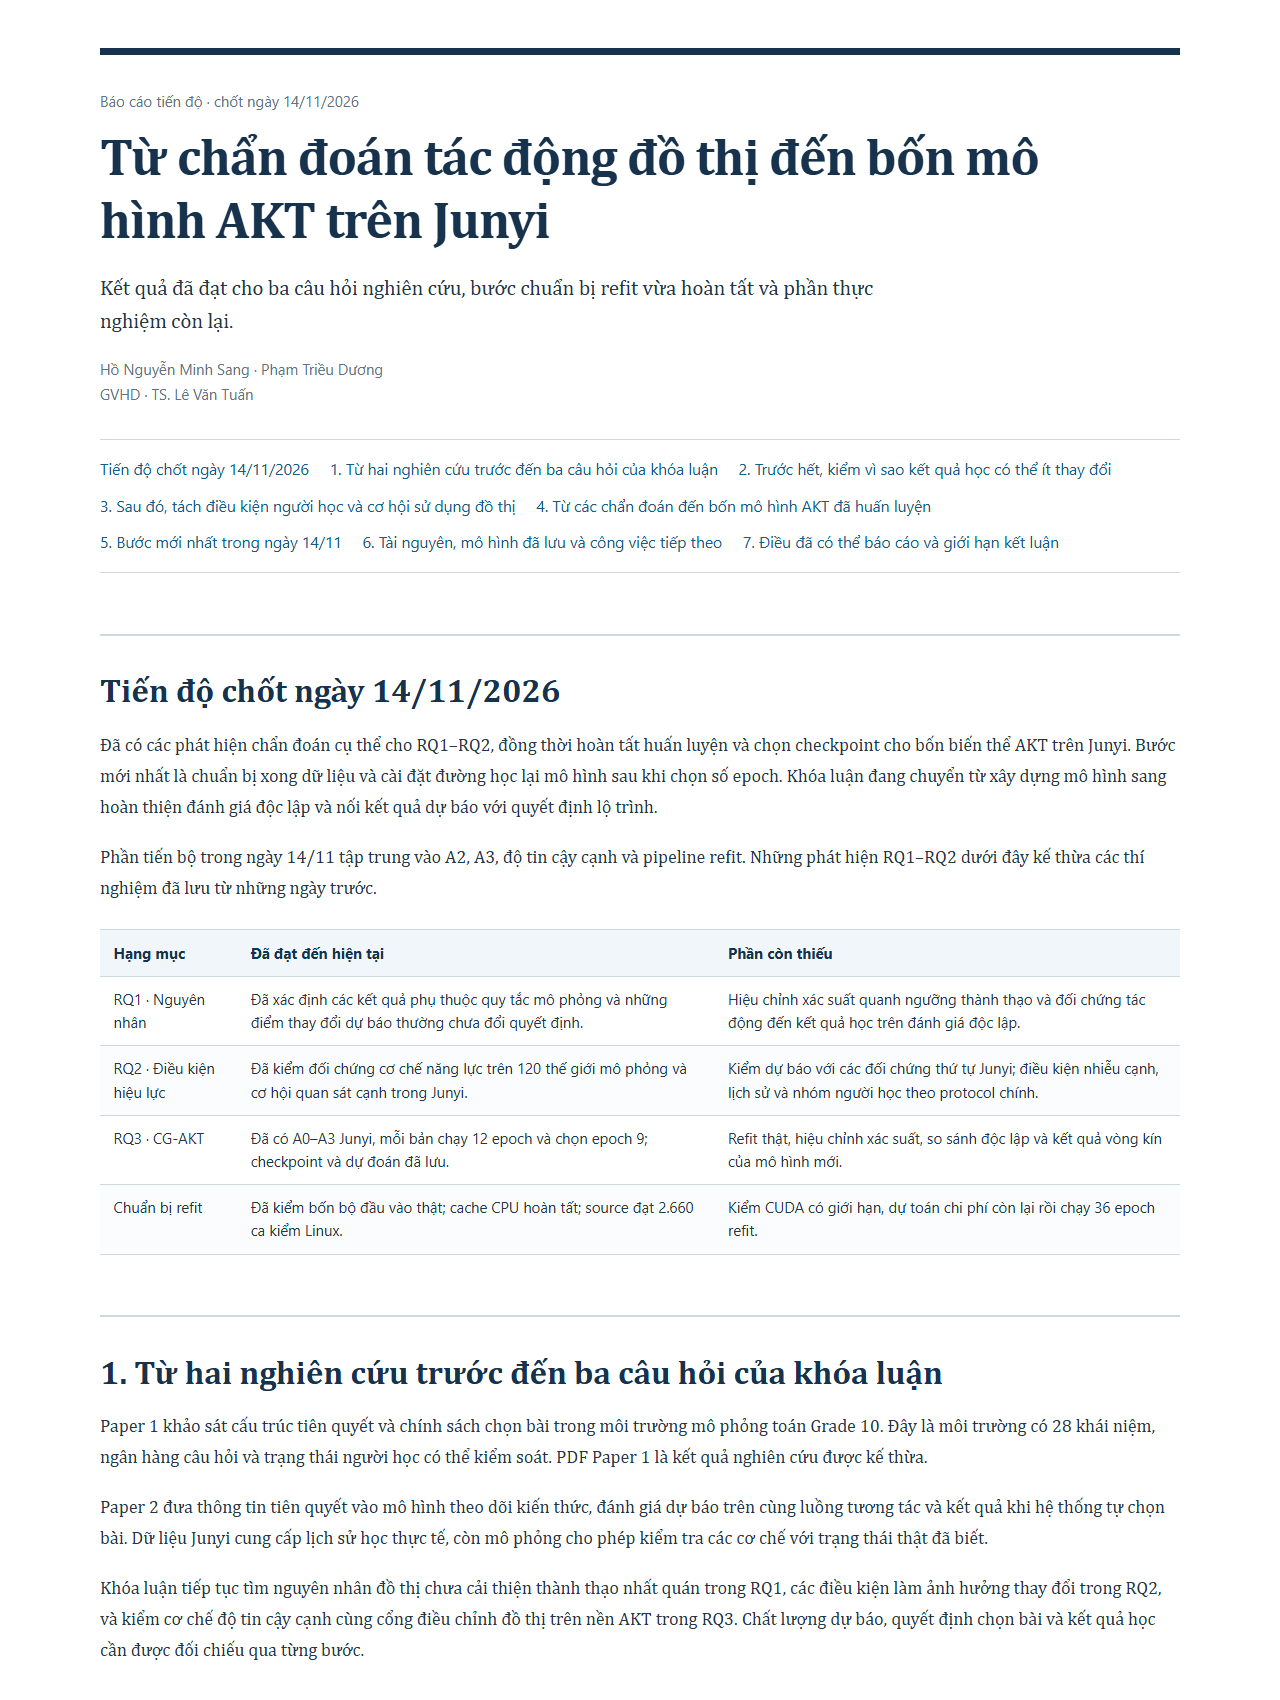 Báo cáo tiến độ · chốt ngày 14/11/2026
Từ chẩn đoán tác động đồ thị đến bốn mô
hình AKT trên Junyi
Kết quả đã đạt cho ba câu hỏi nghiên cứu, bước chuẩn bị refit vừa hoàn tất và phần thực
nghiệm còn lại.
Hồ Nguyễn Minh Sang · Phạm Triều Dương
GVHD · TS. Lê Văn Tuấn
Tiến độ chốt ngày 14/11/2026 1. Từ hai nghiên cứu trước đến ba câu hỏi của khóa luận 2. Trước hết, kiểm vì sao kết quả học có thể ít thay đổi
3. Sau đó, tách điều kiện người học và cơ hội sử dụng đồ thị 4. Từ các chẩn đoán đến bốn mô hình AKT đã huấn luyện
5. Bước mới nhất trong ngày 14/11 6. Tài nguyên, mô hình đã lưu và công việc tiếp theo 7. Điều đã có thể báo cáo và giới hạn kết luận
Tiến độ chốt ngày 14/11/2026
Đã có các phát hiện chẩn đoán cụ thể cho RQ1–RQ2, đồng thời hoàn tất huấn luyện và chọn checkpoint cho bốn biến thể AKT trên Junyi. Bước
mới nhất là chuẩn bị xong dữ liệu và cài đặt đường học lại mô hình sau khi chọn số epoch. Khóa luận đang chuyển từ xây dựng mô hình sang
hoàn thiện đánh giá độc lập và nối kết quả dự báo với quyết định lộ trình.
Phần tiến bộ trong ngày 14/11 tập trung vào A2, A3, độ tin cậy cạnh và pipeline refit. Những phát hiện RQ1–RQ2 dưới đây kế thừa các thí
nghiệm đã lưu từ những ngày trước.
Hạng mục Đã đạt đến hiện tại Phần còn thiếu
RQ1 · Nguyên Đã xác định các kết quả phụ thuộc quy tắc mô phỏng và những Hiệu chỉnh xác suất quanh ngưỡng thành thạo và đối chứng tác
nhân điểm thay đổi dự báo thường chưa đổi quyết định. động đến kết quả học trên đánh giá độc lập.
RQ2 · Điều kiện Đã kiểm đối chứng cơ chế năng lực trên 120 thế giới mô phỏng và Kiểm dự báo với các đối chứng thứ tự Junyi; điều kiện nhiễu cạnh,
hiệu lực cơ hội quan sát cạnh trong Junyi. lịch sử và nhóm người học theo protocol chính.
RQ3 · CG-AKT Đã có A0–A3 Junyi, mỗi bản chạy 12 epoch và chọn epoch 9; Refit thật, hiệu chỉnh xác suất, so sánh độc lập và kết quả vòng kín
checkpoint và dự đoán đã lưu. của mô hình mới.
Chuẩn bị refit Đã kiểm bốn bộ đầu vào thật; cache CPU hoàn tất; source đạt 2.660 Kiểm CUDA có giới hạn, dự toán chi phí còn lại rồi chạy 36 epoch
ca kiểm Linux. refit.
1. Từ hai nghiên cứu trước đến ba câu hỏi của khóa luận
Paper 1 khảo sát cấu trúc tiên quyết và chính sách chọn bài trong môi trường mô phỏng toán Grade 10. Đây là môi trường có 28 khái niệm,
ngân hàng câu hỏi và trạng thái người học có thể kiểm soát. PDF Paper 1 là kết quả nghiên cứu được kế thừa.
Paper 2 đưa thông tin tiên quyết vào mô hình theo dõi kiến thức, đánh giá dự báo trên cùng luồng tương tác và kết quả khi hệ thống tự chọn
bài. Dữ liệu Junyi cung cấp lịch sử học thực tế, còn mô phỏng cho phép kiểm tra các cơ chế với trạng thái thật đã biết.
Khóa luận tiếp tục tìm nguyên nhân đồ thị chưa cải thiện thành thạo nhất quán trong RQ1, các điều kiện làm ảnh hưởng thay đổi trong RQ2,
và kiểm cơ chế độ tin cậy cạnh cùng cổng điều chỉnh đồ thị trên nền AKT trong RQ3. Chất lượng dự báo, quyết định chọn bài và kết quả học
cần được đối chiếu qua từng bước.